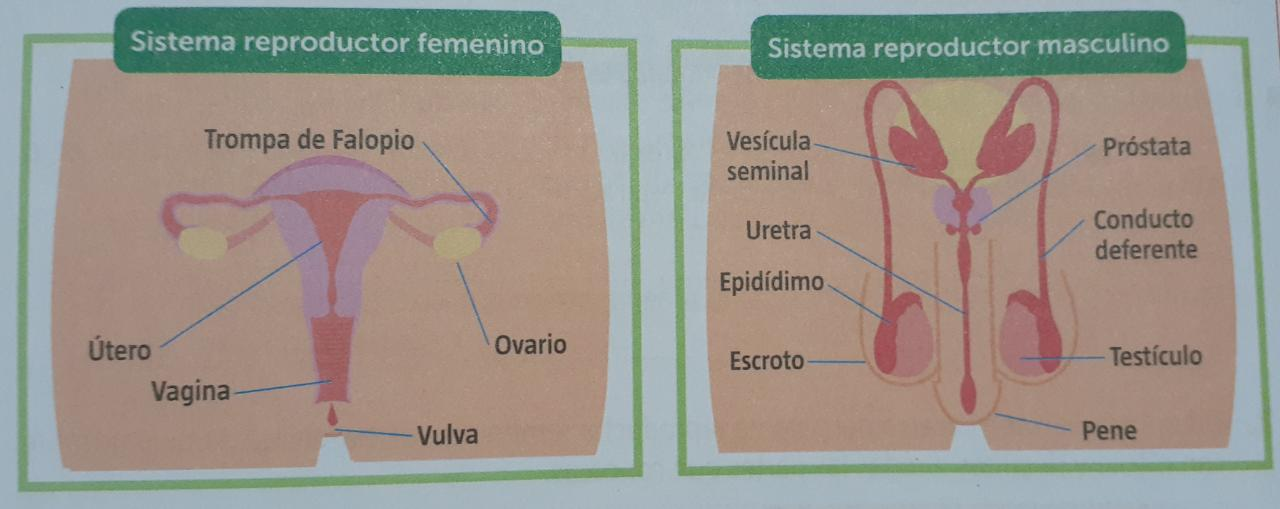 Sistema reproductor femenino
Trompa de Falopio
Útero
Ovario
Vagina
Vulva
Sistema reproductor masculino
Vesícula
seminal
Próstata
Uretra
Conducto
deferente
Epidídimo
Escroto
Testículo
Pene